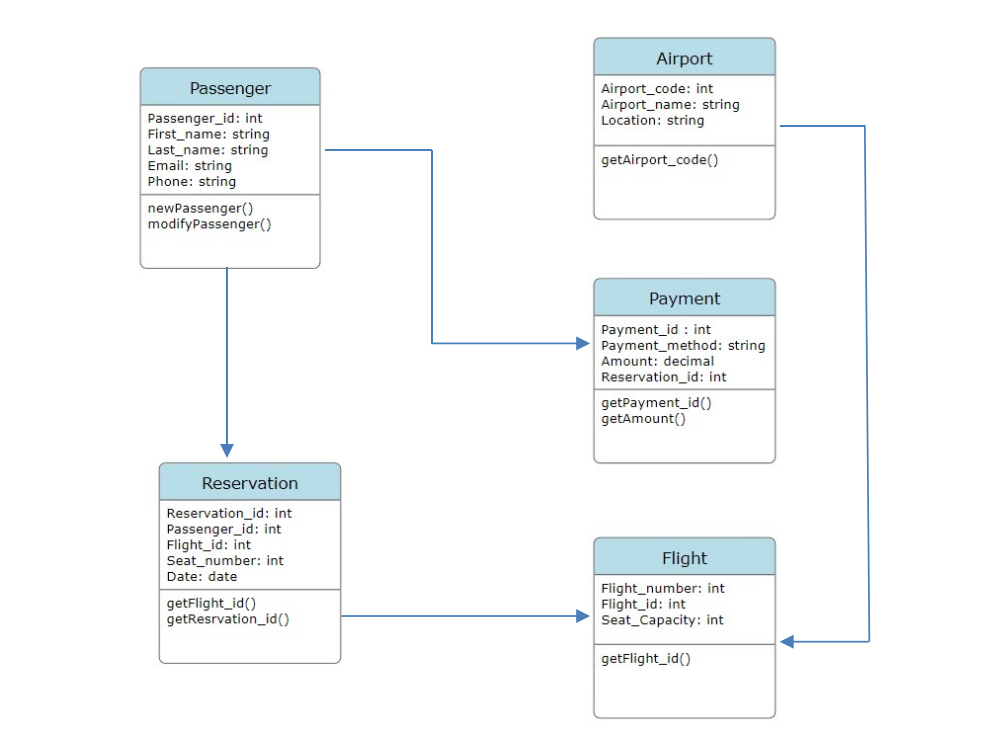 Passenger
Passenger_id: int
First_name: string
Last_name: string
Email: string
Phone: string
newPassenger()
modifyPassenger()
Airport
Airport_code: int
Airport_name: string
Location: string
getAirport_code()
Payment
Payment_id : int
Payment_method: string
Amount: decimal
Reservation_id: int
getPayment_id()
getAmount()
Reservation
Reservation_id: int
Passenger_id: int
Flight_id: int
Seat_number: int
Date: date
getFlight_id()
getResrvation_id()
Flight
Flight_number: int
Flight_id: int
Seat_Capacity: int
getFlight_id()